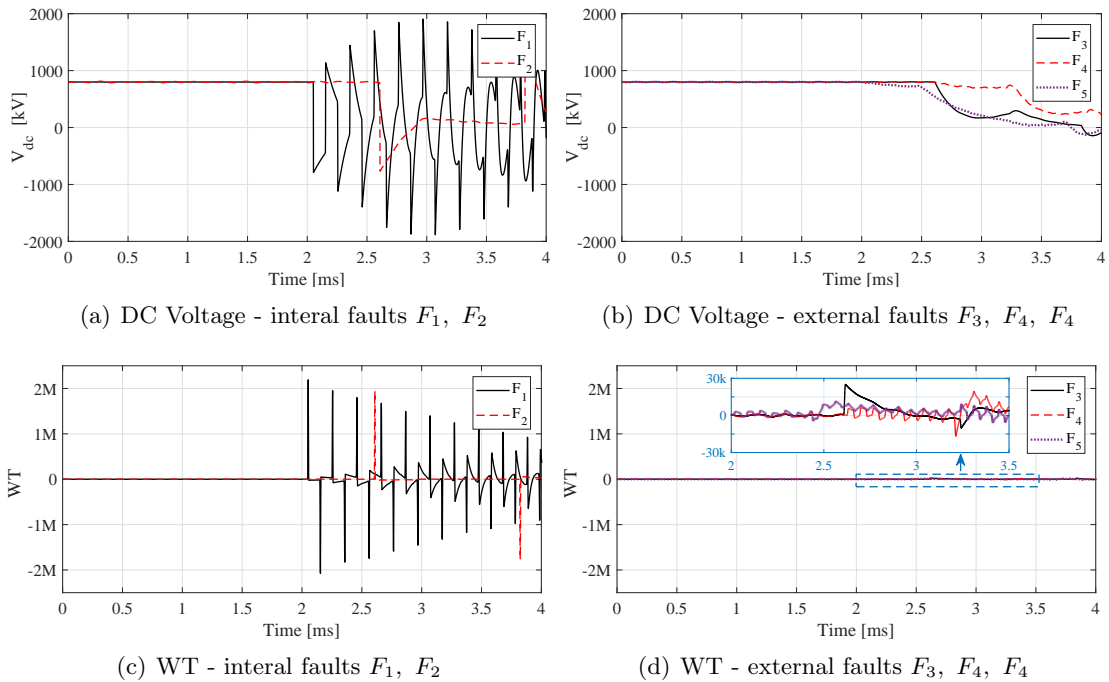 2000
1000
0
-1000
-2000
V_dc [kV]
0 0.5 1 1.5 2 2.5 3 3.5 4
Time [ms]
F_1
F_2
(a) DC Voltage - interal faults F_1, F_2
2000
1000
0
-1000
-2000
V_dc [kV]
0 0.5 1 1.5 2 2.5 3 3.5 4
Time [ms]
F_3
F_4
F_5
(b) DC Voltage - external faults F_3, F_4, F_4
2M
1M
0
-1M
-2M
WT
0 0.5 1 1.5 2 2.5 3 3.5 4
Time [ms]
F_1
F_2
(c) WT - interal faults F_1, F_2
2M
1M
0
-1M
-2M
WT
30k
0
-30k
2 2.5 3 3.5
0 0.5 1 1.5 2 2.5 3 3.5 4
Time [ms]
F_3
F_4
F_5
(d) WT - external faults F_3, F_4, F_4